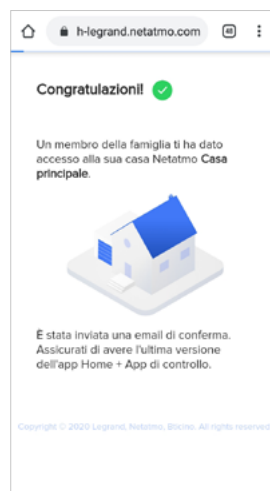 h-legrand.netatmo.com
48
Congratulazioni!
Un membro della famiglia ti ha dato
accesso alla sua casa Netatmo Casa
principale.
È stata inviata una email di conferma.
Assicurati di avere l'ultima versione
dell'app Home + App di controllo.
Copyright © 2020 Legrand, Netatmo, Bticino. All rights reserved